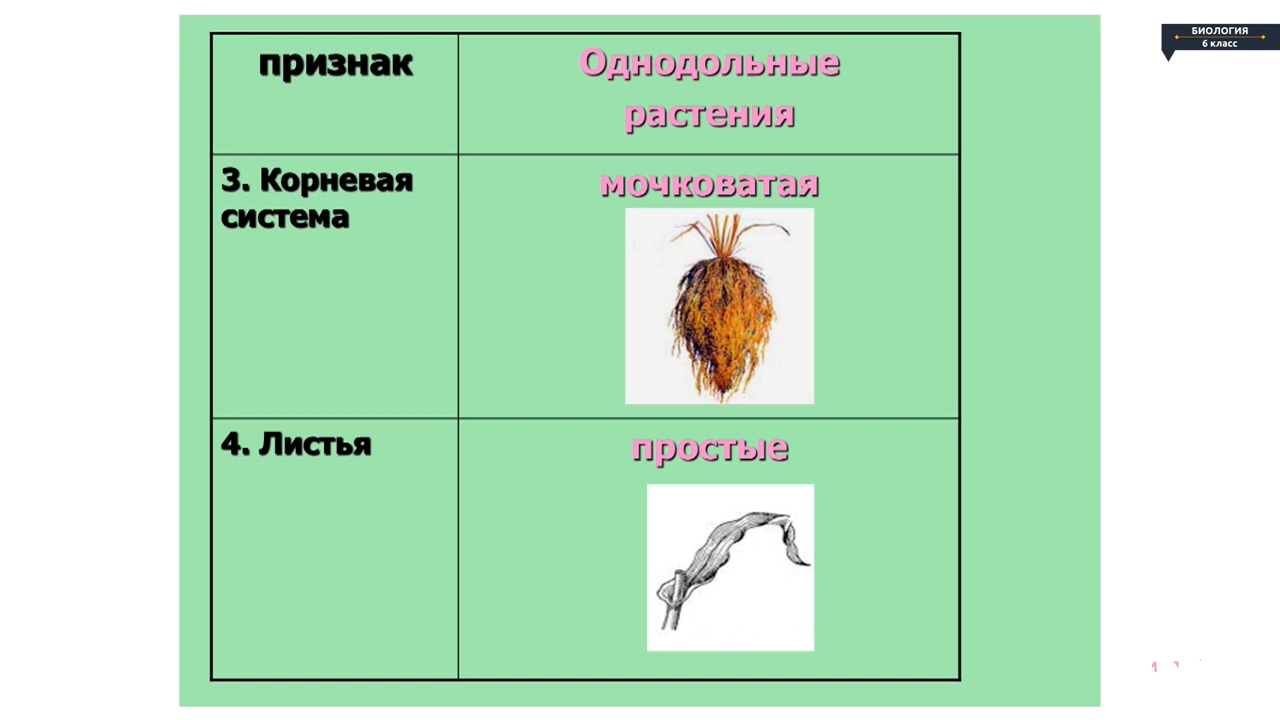 БИОЛОГИЯ
6 класс
признак
Однодольные
растения
3. Корневая
система
мочковатая
4. Листья
простые